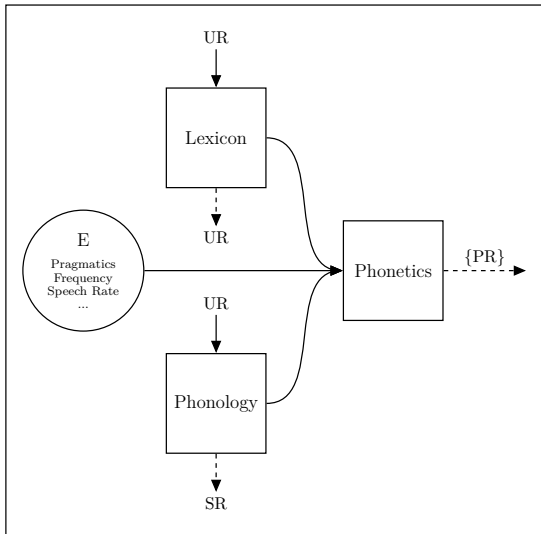 UR
Lexicon
UR
E
Pragmatics
Frequency
Speech Rate
...
Phonetics
{PR}
UR
Phonology
SR